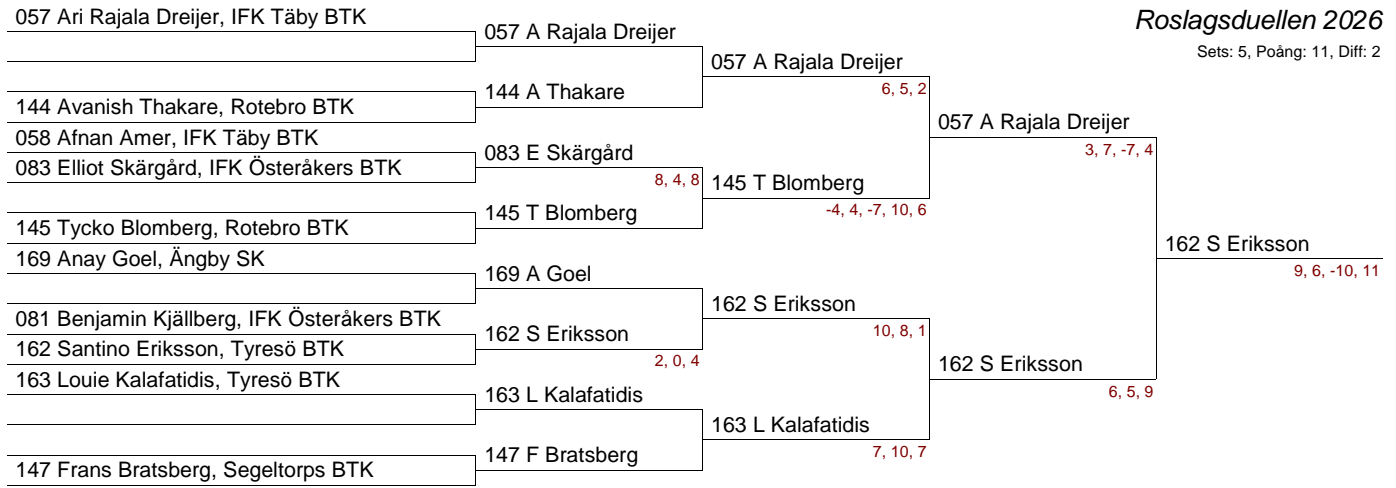 057 Ari Rajala Dreijer, IFK Täby BTK
144 Avanish Thakare, Rotebro BTK
058 Afnan Amer, IFK Täby BTK
083 Elliot Skärgård, IFK Österåkers BTK
145 Tycko Blomberg, Rotebro BTK
169 Anay Goel, Ängby SK
081 Benjamin Kjällberg, IFK Österåkers BTK
162 Santino Eriksson, Tyresö BTK
163 Louie Kalafatidis, Tyresö BTK
147 Frans Bratsberg, Segeltorps BTK
057 A Rajala Dreijer
144 A Thakare
083 E Skärgård
8, 4, 8
145 T Blomberg
169 A Goel
162 S Eriksson
2, 0, 4
163 L Kalafatidis
147 F Bratsberg
057 A Rajala Dreijer
6, 5, 2
145 T Blomberg
-4, 4, -7, 10, 6
162 S Eriksson
10, 8, 1
163 L Kalafatidis
7, 10, 7
057 A Rajala Dreijer
3, 7, -7, 4
162 S Eriksson
6, 5, 9
162 S Eriksson
9, 6, -10, 11
Roslagsduellen 2026
Sets: 5, Poång: 11, Diff: 2